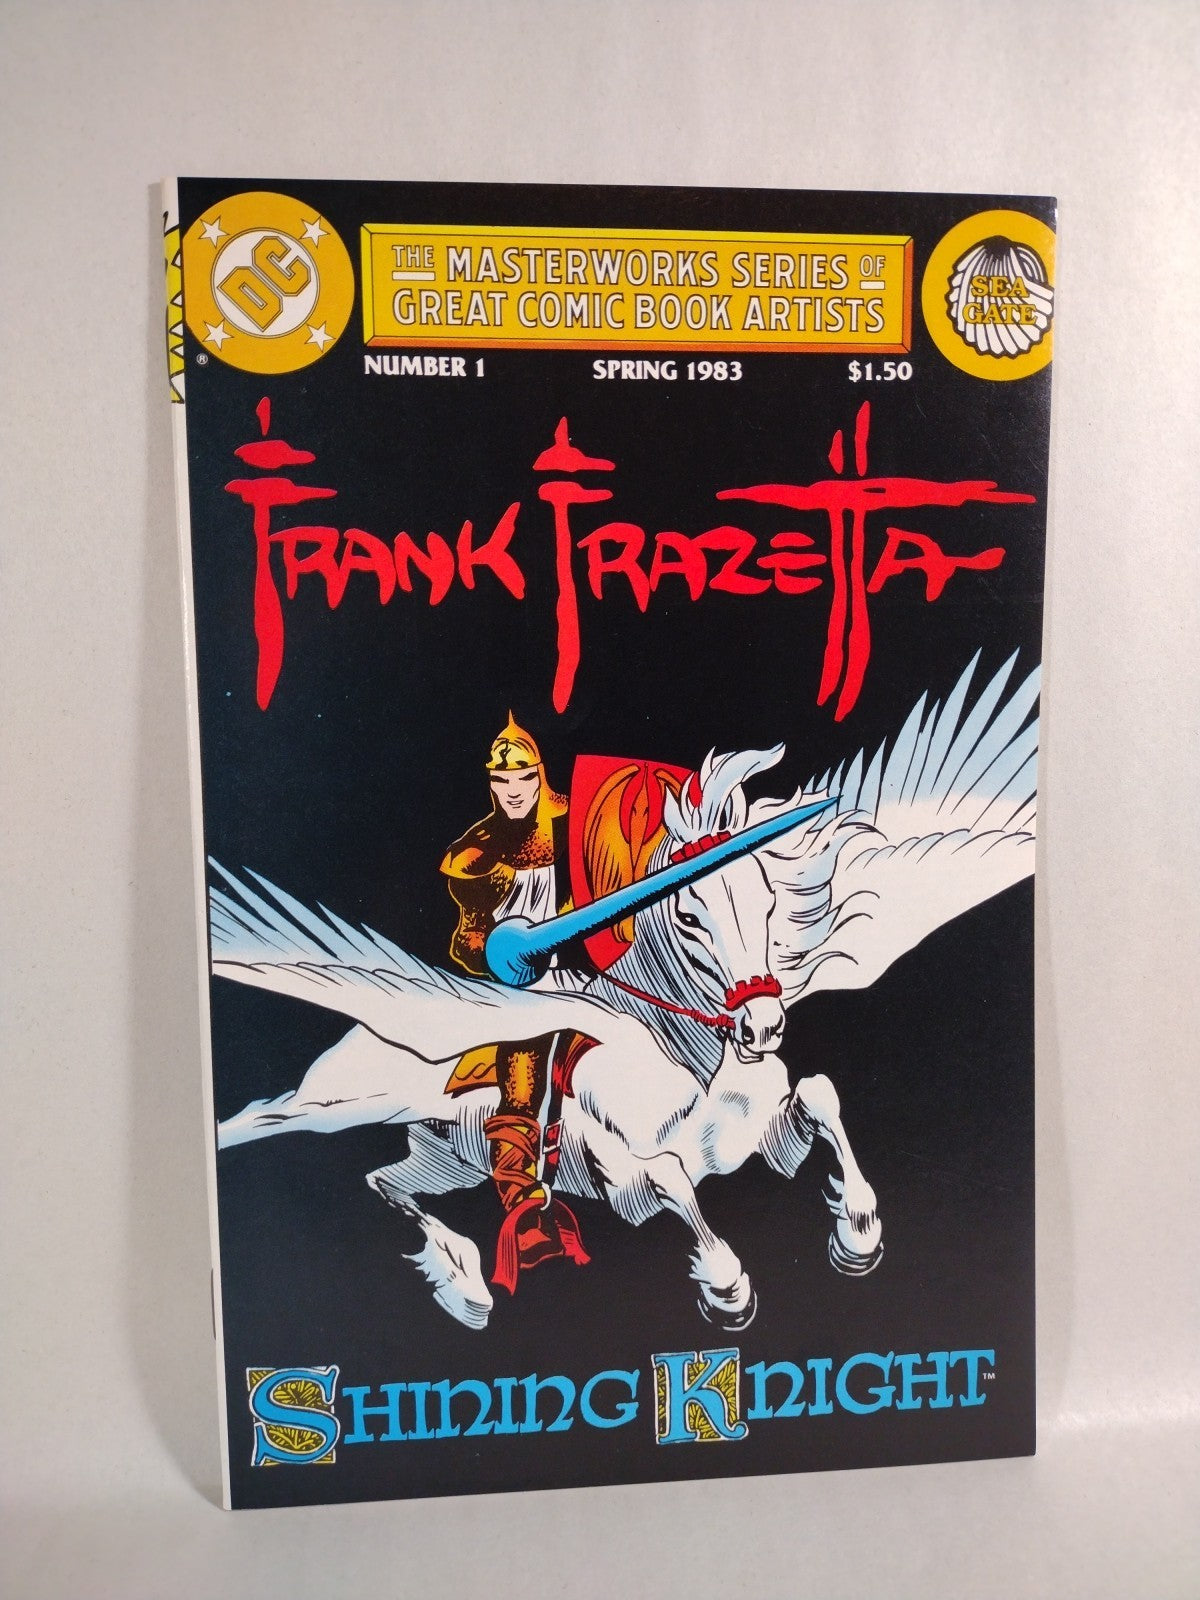 DC
®
THE MASTERWORKS SERIES OF
GREAT COMIC BOOK ARTISTS
SEA
GATE
NUMBER 1 SPRING 1983 $1.50
FRANK FRAZETTA
SHINING KNIGHT™